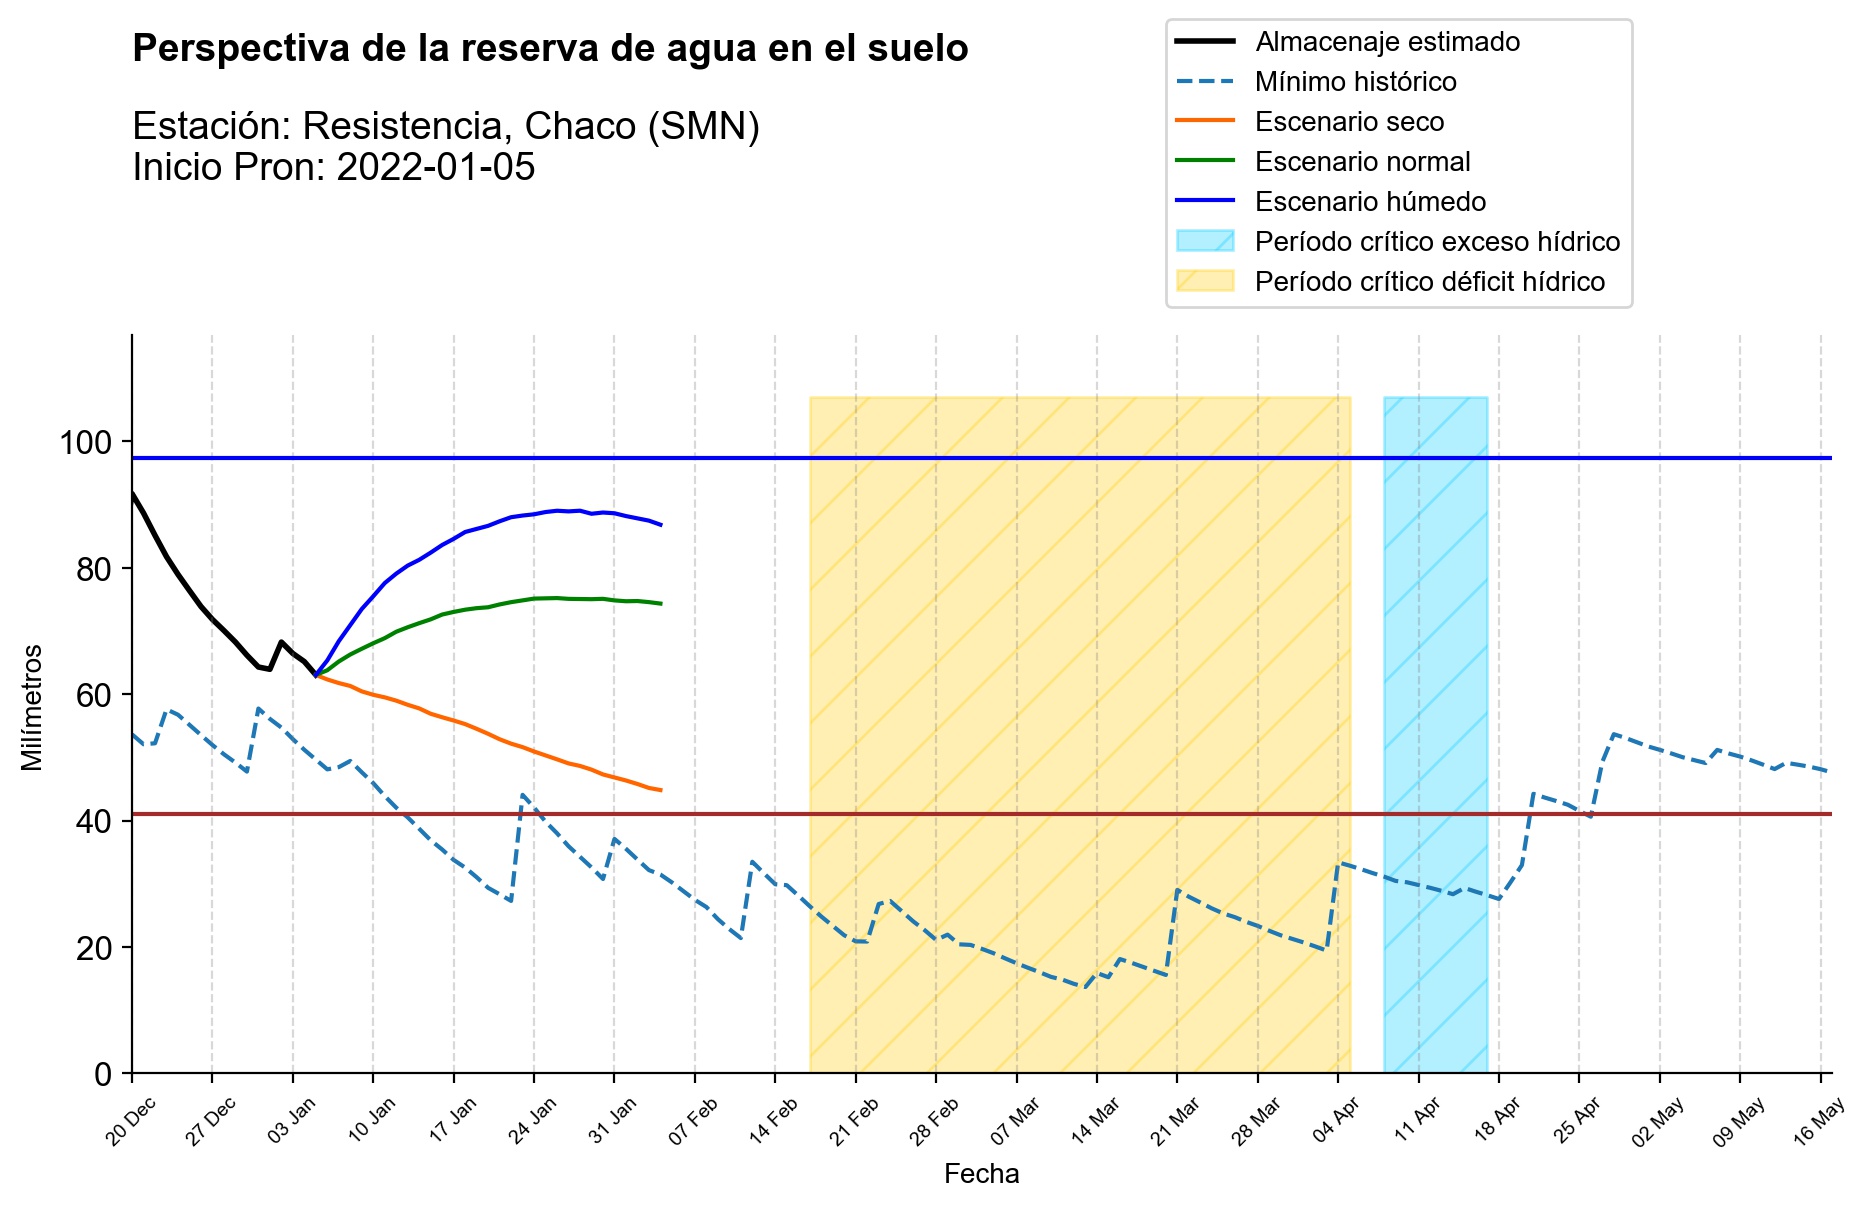 Perspectiva de la reserva de agua en el suelo
Estación: Resistencia, Chaco (SMN)
Inicio Pron: 2022-01-05
Almacenaje estimado
Mínimo histórico
Escenario seco
Escenario normal
Escenario húmedo
Período crítico exceso hídrico
Período crítico déficit hídrico
100
80
60
40
20
0
Milímetros
20 Dec
27 Dec
03 Jan
10 Jan
17 Jan
24 Jan
31 Jan
07 Feb
14 Feb
21 Feb
28 Feb
07 Mar
14 Mar
21 Mar
28 Mar
04 Apr
11 Apr
18 Apr
25 Apr
02 May
09 May
16 May
Fecha